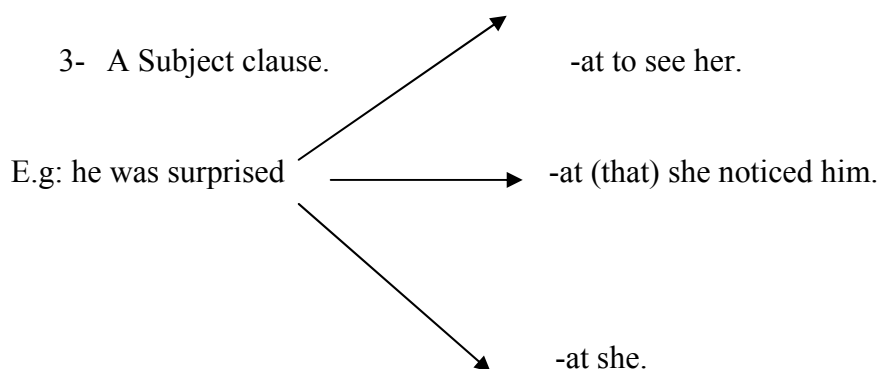 3- A Subject clause.
-at to see her.
E.g: he was surprised
-at (that) she noticed him.
-at she.